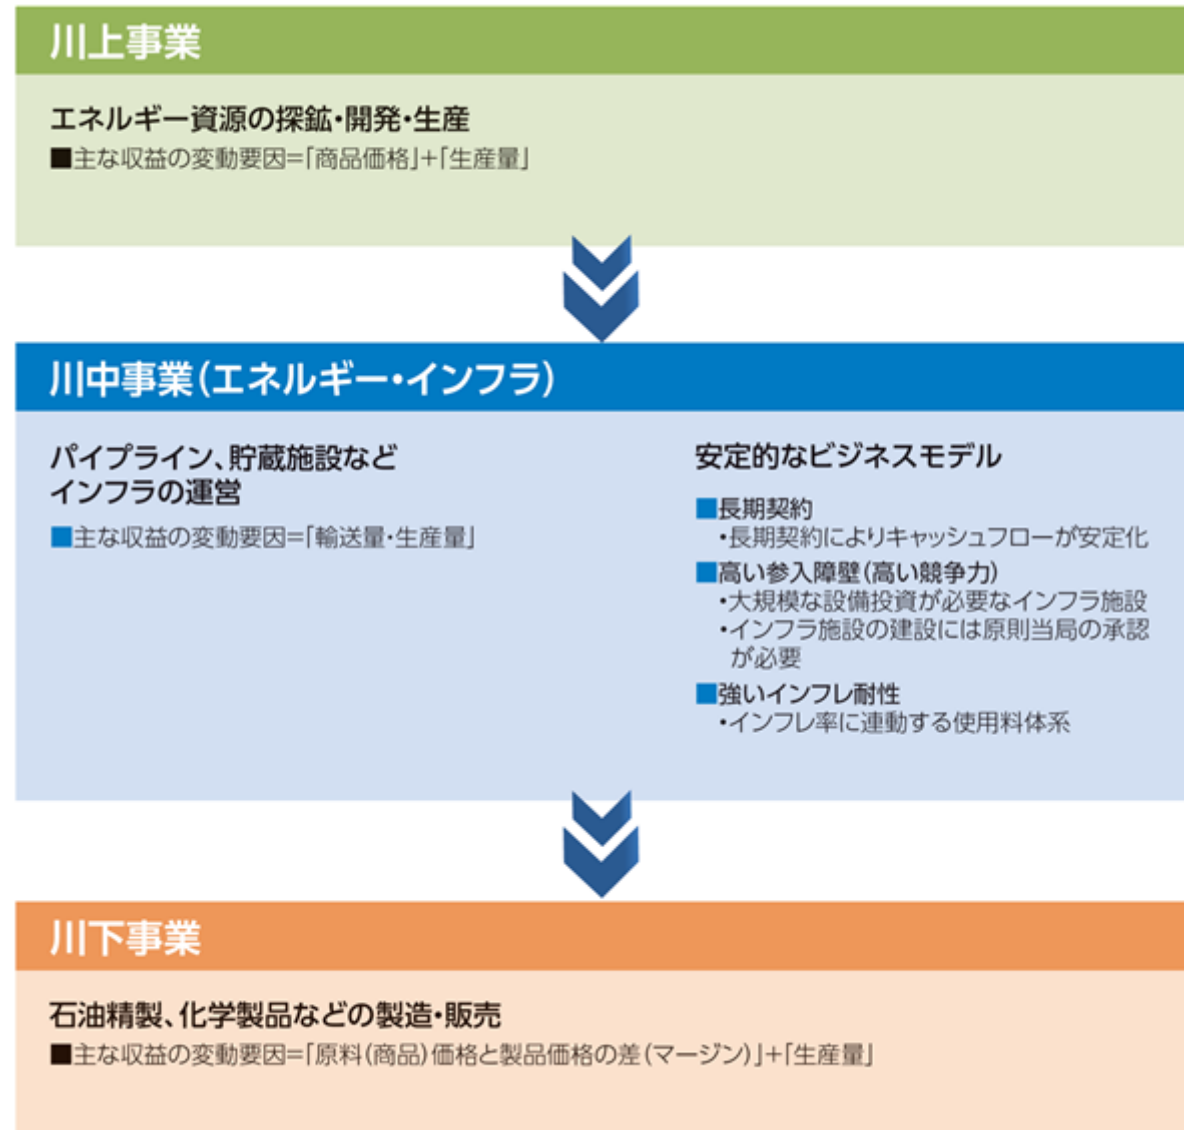 川上事業
エネルギー資源の探鉱・開発・生産
■主な収益の変動要因=「商品価格」+「生産量」
川中事業(エネルギー・インフラ)
パイプライン、貯蔵施設など
インフラの運営
■主な収益の変動要因=「輸送量・生産量」
安定的なビジネスモデル
■長期契約
・長期契約によりキャッシュフローが安定化
■高い参入障壁(高い競争力)
・大規模な設備投資が必要なインフラ施設
・インフラ施設の建設には原則当局の承認
が必要
■強いインフレ耐性
・インフレ率に連動する使用料体系
川下事業
石油精製、化学製品などの製造・販売
■主な収益の変動要因=「原料(商品)価格と製品価格の差(マージン)」+「生産量」